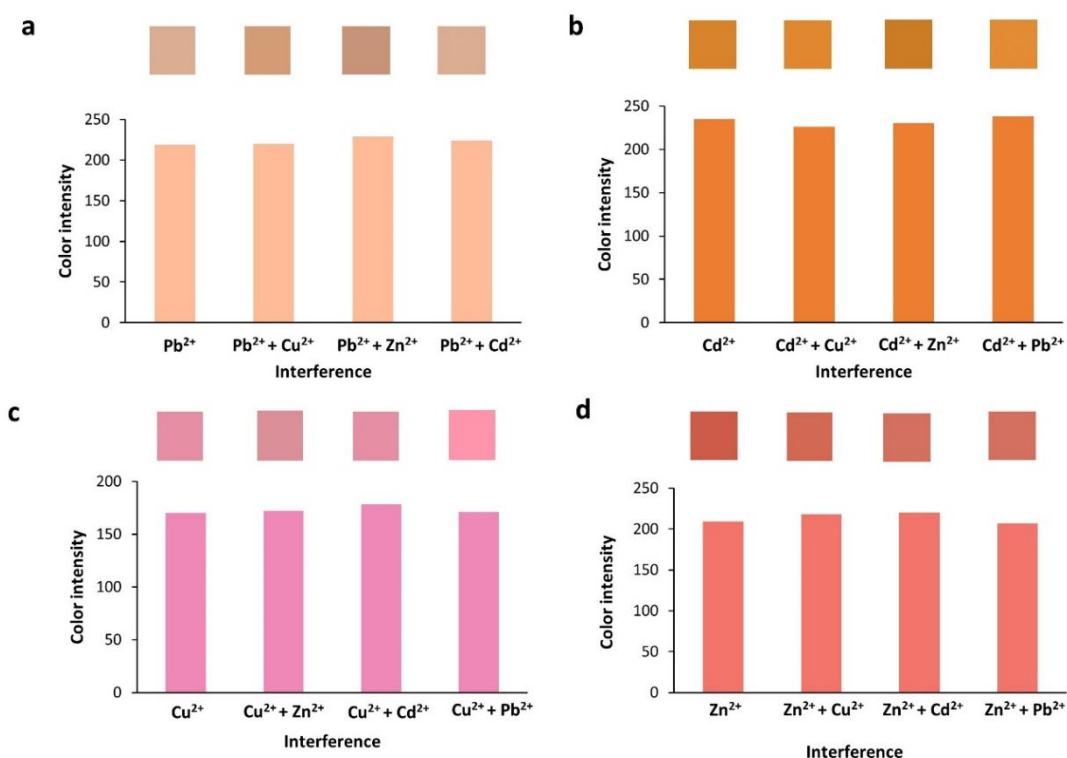 a
250
200
150
100
50
0
Color intensity
Pb²⁺
Pb²⁺ + Cu²⁺
Pb²⁺ + Zn²⁺
Pb²⁺ + Cd²⁺
Interference
b
250
200
150
100
50
0
Color intensity
Cd²⁺
Cd²⁺ + Cu²⁺
Cd²⁺ + Zn²⁺
Cd²⁺ + Pb²⁺
Interference
c
200
150
100
50
0
Color intensity
Cu²⁺
Cu²⁺ + Zn²⁺
Cu²⁺ + Cd²⁺
Cu²⁺ + Pb²⁺
Interference
d
250
200
150
100
50
0
Color intensity
Zn²⁺
Zn²⁺ + Cu²⁺
Zn²⁺ + Cd²⁺
Zn²⁺ + Pb²⁺
Interference